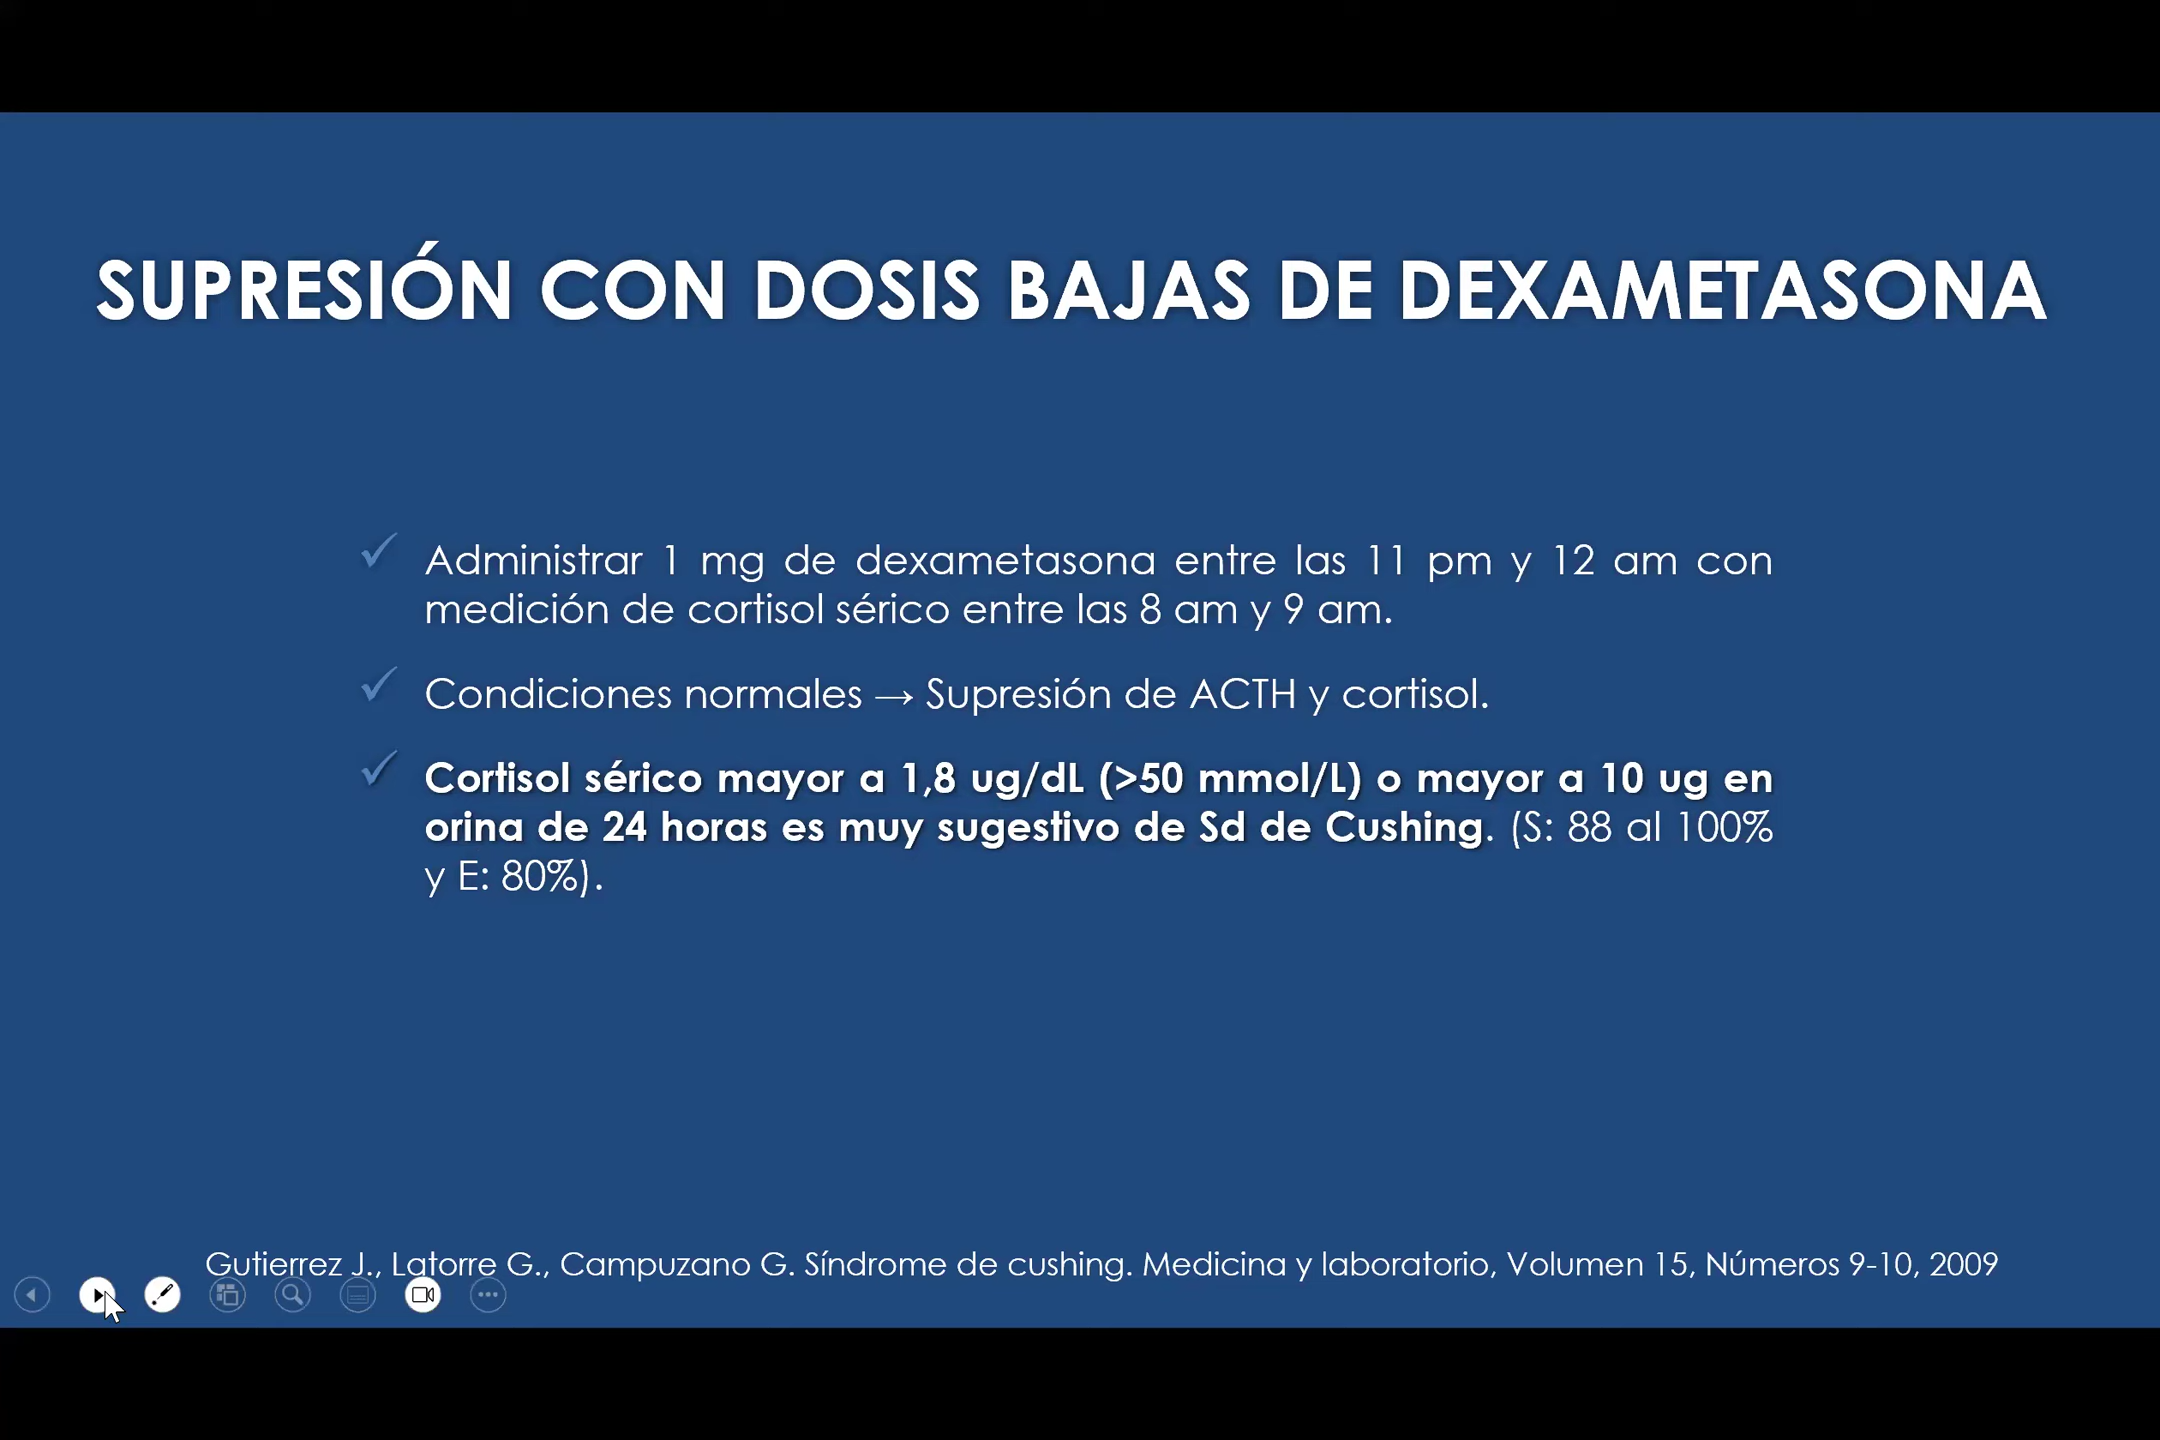 SUPRESIÓN CON DOSIS BAJAS DE DEXAMETASONA
Administrar 1 mg de dexametasona entre las 11 pm y 12 am con
medición de cortisol sérico entre las 8 am y 9 am.
Condiciones normales → Supresión de ACTH y cortisol.
Cortisol sérico mayor a 1,8 ug/dL (>50 mmol/L) o mayor a 10 ug en
orina de 24 horas es muy sugestivo de Sd de Cushing. (S: 88 al 100%
y E: 80%).
Gutierrez J., Latorre G., Campuzano G. Síndrome de cushing. Medicina y laboratorio, Volumen 15, Números 9-10, 2009